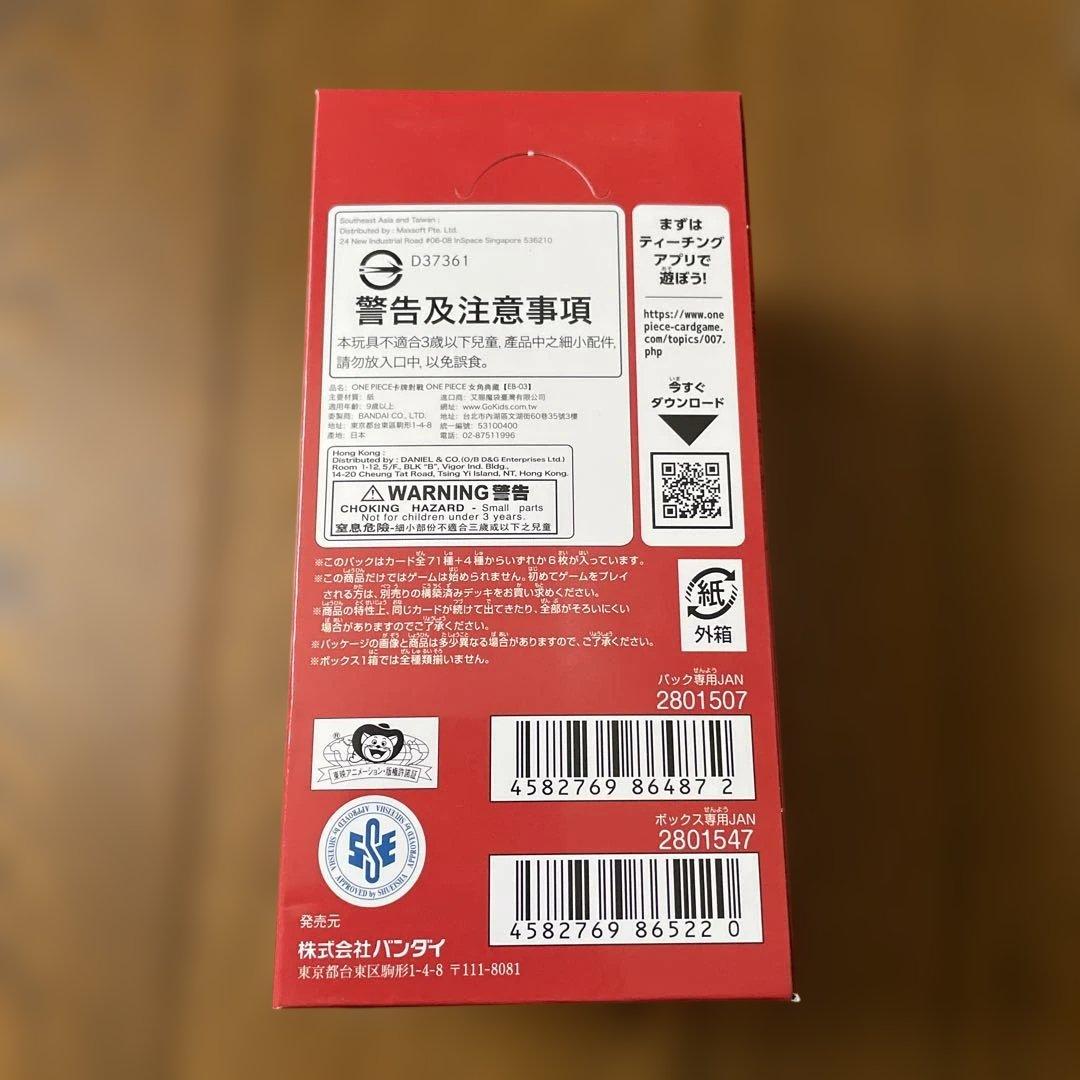 Southeast Asia and Taiwan :
Distributed by : Maxsoft Pte. Ltd.
24 New Industrial Road #06-08 InSpace Singapore 536210
D37361
警告及注意事項
本玩具不適合3歲以下兒童, 產品中之細小配件,
請勿放入口中, 以免誤食。
品名: ONE PIECE卡牌對戰 ONE PIECE 女角典藏【EB-03】
主要材質: 紙
適用年齡: 9歲以上
委製商: BANDAI CO., LTD.
地址: 東京都台東區駒形1-4-8
產地: 日本
進口商: 艾賜魔袋臺灣有限公司
網址: www.GoKids.com.tw
地址: 台北市內湖區文湖街60巷35號3樓
統一編號: 53100400
電話: 02-87511996
Hong Kong :
Distributed by : DANIEL & CO.(O/B D&G Enterprises Ltd.)
Room 1-12, 5/F., BLK "B", Vigor Ind. Bldg.,
14-20 Cheung Tat Road, Tsing Yi Island, NT, Hong Kong.
WARNING 警告
CHOKING HAZARD - Small parts
Not for children under 3 years.
窒息危險-細小部份不適合三歲或以下之兒童
まずは
ティーチング
アプリで
遊ぼう!
https://www.one
piece-cardgame.
com/topics/007.
php
今すぐ
ダウンロード
※このパックはカード全71種+4種からいずれか6枚が入っています。
※この商品だけではゲームは始められません。初めてゲームをプレイ
される方は、別売りの構築済みデッキをお買い求めください。
※商品の特性上、同じカードが続けて出てきたり、全部がそろいにくい
場合がありますのでご了承ください。
※パッケージの画像と商品は多少異なる場合がありますので、ご了承ください。
※ボックス1箱では全種類揃いません。
紙
外箱
パック専用JAN
2801507
4582769 86487 2
ボックス専用JAN
2801547
4582769 86522 0
東映アニメーション・版権許諾証
APPROVED by SHUEISHA
発売元
株式会社バンダイ
東京都台東区駒形1-4-8 〒111-8081